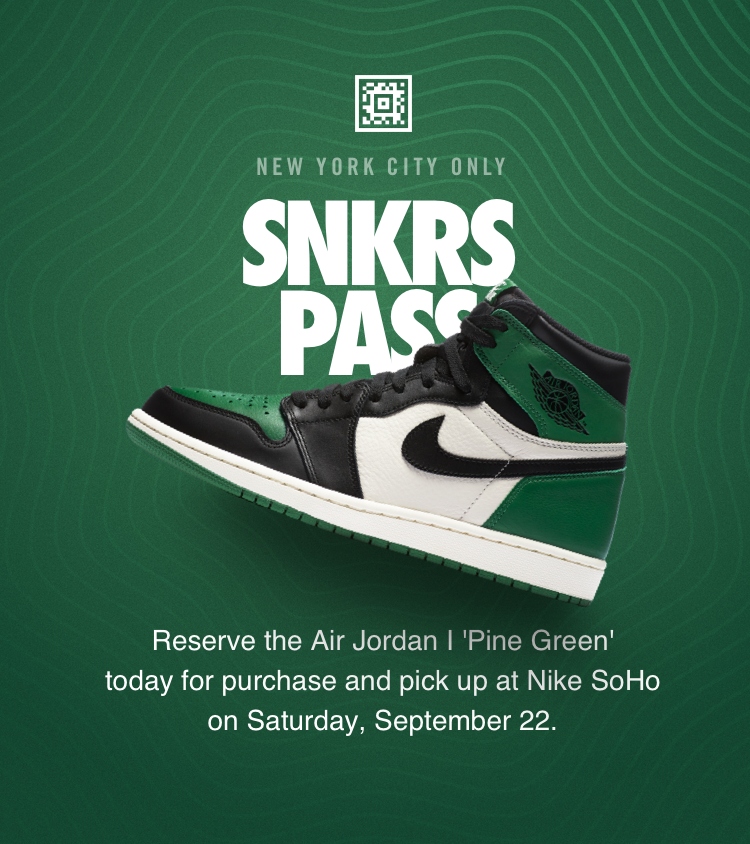 NEW YORK CITY ONLY
SNKRS
PASS
Reserve the Air Jordan I 'Pine Green'
today for purchase and pick up at Nike SoHo
on Saturday, September 22.